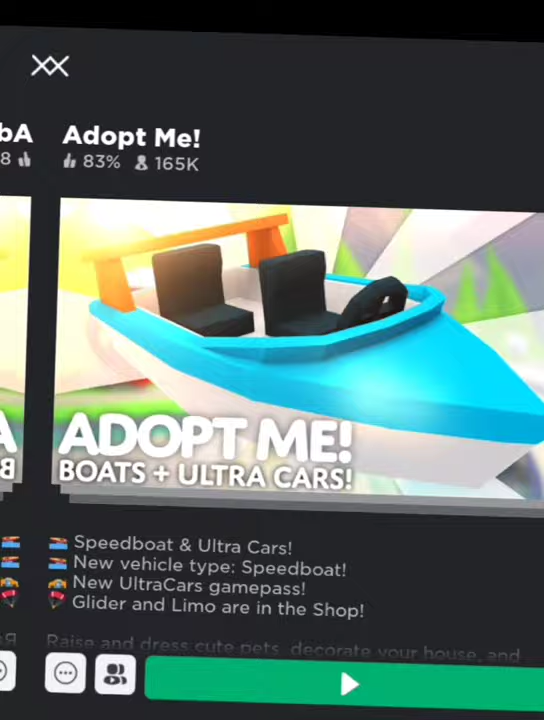 Adopt Me!
83% 165K
ADOPT ME!
BOATS + ULTRA CARS!
Speedboat & Ultra Cars!
New vehicle type: Speedboat!
New UltraCars gamepass!
Glider and Limo are in the Shop!
Raise and dress cute pets, decorate your house, and